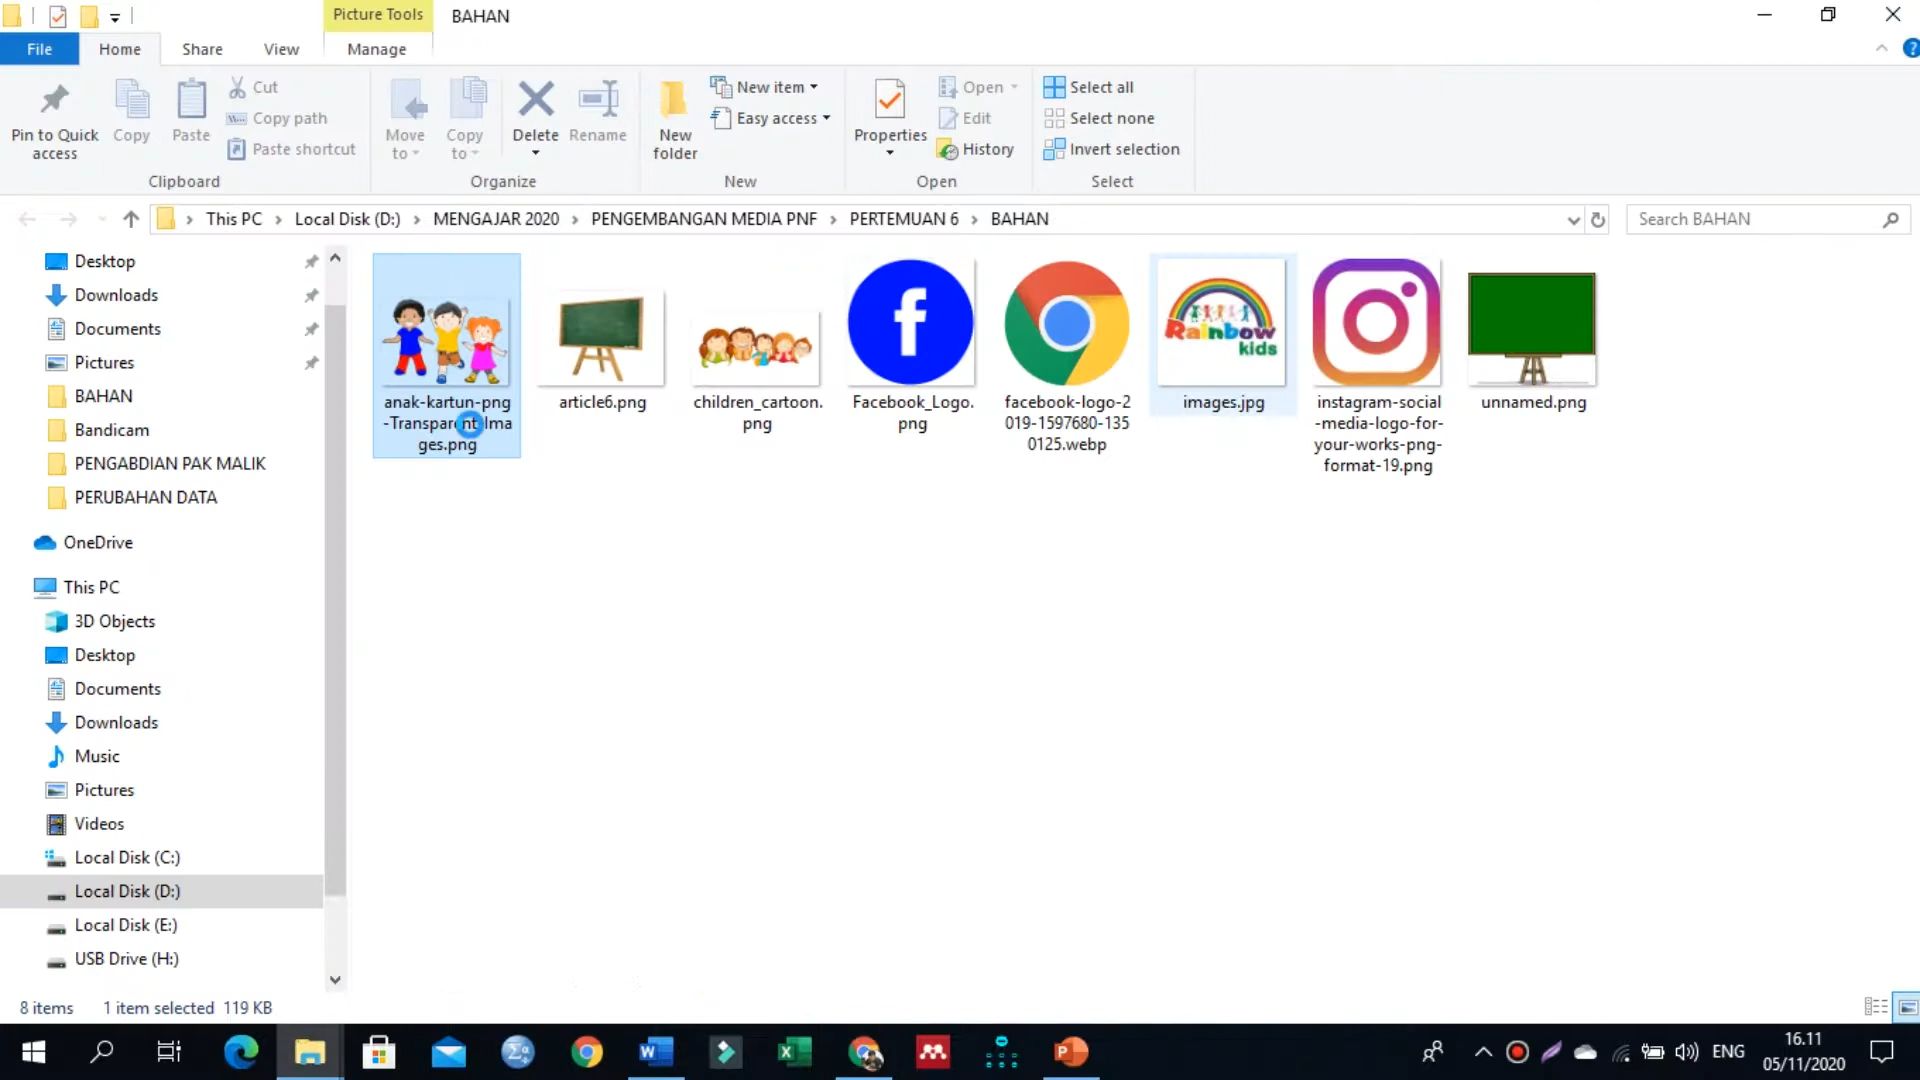 Picture Tools
BAHAN
File
Home
Share
View
Manage
Pin to Quick access
Copy
Paste
Cut
Copy path
Paste shortcut
Clipboard
Move to
Copy to
Delete
Rename
Organize
New folder
New item
Easy access
New
Properties
Open
Edit
History
Open
Select all
Select none
Invert selection
Select
This PC
Local Disk (D:)
MENGAJAR 2020
PENGEMBANGAN MEDIA PNF
PERTEMUAN 6
BAHAN
Search BAHAN
Desktop
Downloads
Documents
Pictures
BAHAN
Bandicam
PENGABDIAN PAK MALIK
PERUBAHAN DATA
OneDrive
This PC
3D Objects
Desktop
Documents
Downloads
Music
Pictures
Videos
Local Disk (C:)
Local Disk (D:)
Local Disk (E:)
USB Drive (H:)
anak-kartun-png
-Transparent-Ima
ges.png
article6.png
children_cartoon.
png
f
Facebook_Logo.
png
facebook-logo-2
019-1597680-135
0125.webp
Rainbow
kids
images.jpg
instagram-social
-media-logo-for-
your-works-png-
format-19.png
unnamed.png
8 items
1 item selected 119 KB
ENG
16.11
05/11/2020